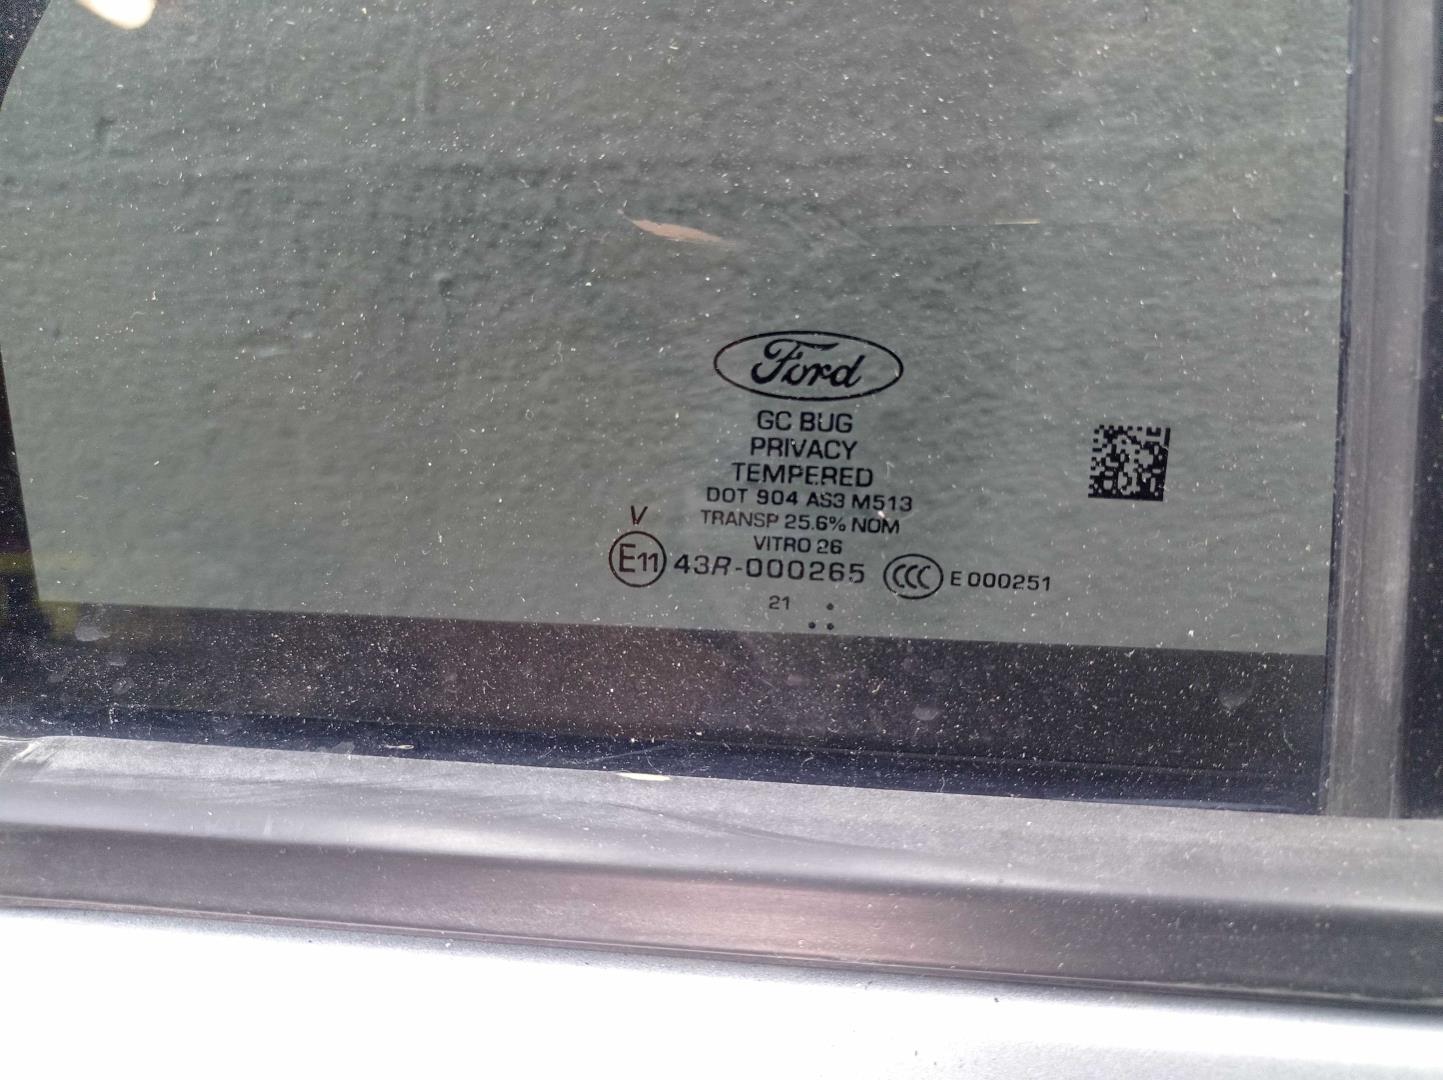 Ford
GC BUG
PRIVACY
TEMPERED
DOT 904 AS3 M513
TRANSP 25.6% NOM
VITRO 26
V
E11 43R-000265 CCC E 000251
21